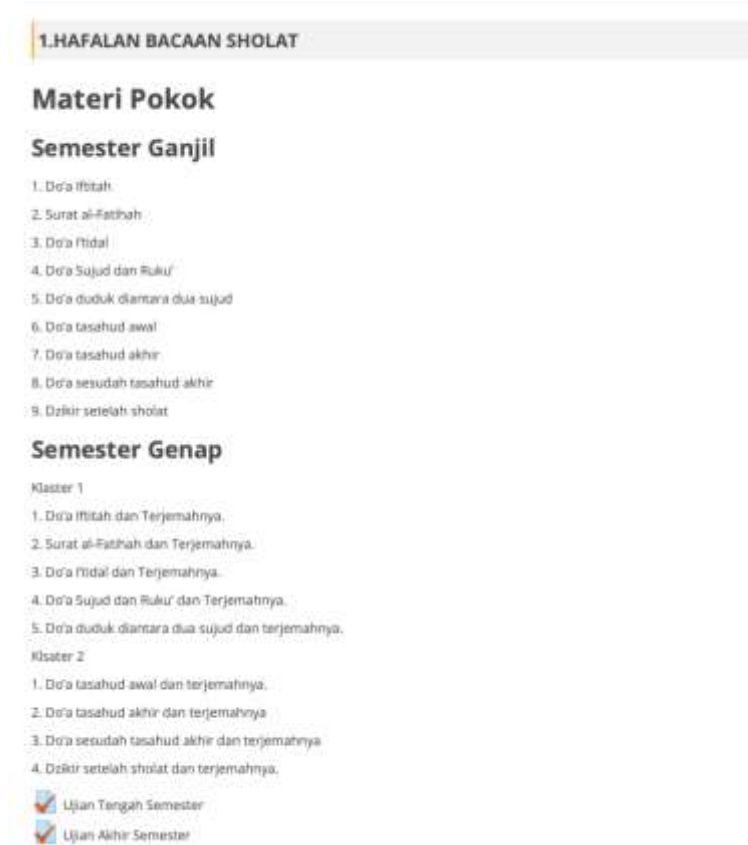 1.HAFALAN BACAAN SHOLAT
Materi Pokok
Semester Ganjil
1. Do'a Iftitah
2. Surat al-Fatihah
3. Do'a I'tidal
4. Do'a Sujud dan Ruku'
5. Do'a duduk diantara dua sujud
6. Do'a tasahud awal
7. Do'a tasahud akhir
8. Do'a sesudah tasahud akhir
9. Dzikir setelah sholat
Semester Genap
Klaster 1
1. Do'a Iftitah dan Terjemahnya.
2. Surat al-Fatihah dan Terjemahnya.
3. Do'a I'tidal dan Terjemahnya.
4. Do'a Sujud dan Ruku' dan Terjemahnya.
5. Do'a duduk diantara dua sujud dan terjemahnya.
Klsater 2
1. Do'a tasahud awal dan terjemahnya.
2. Do'a tasahud akhir dan terjemahnya
3. Do'a sesudah tasahud akhir dan terjemahnya
4. Dzikir setelah sholat dan terjemahnya.
Ujian Tengah Semester
Ujian Akhir Semester